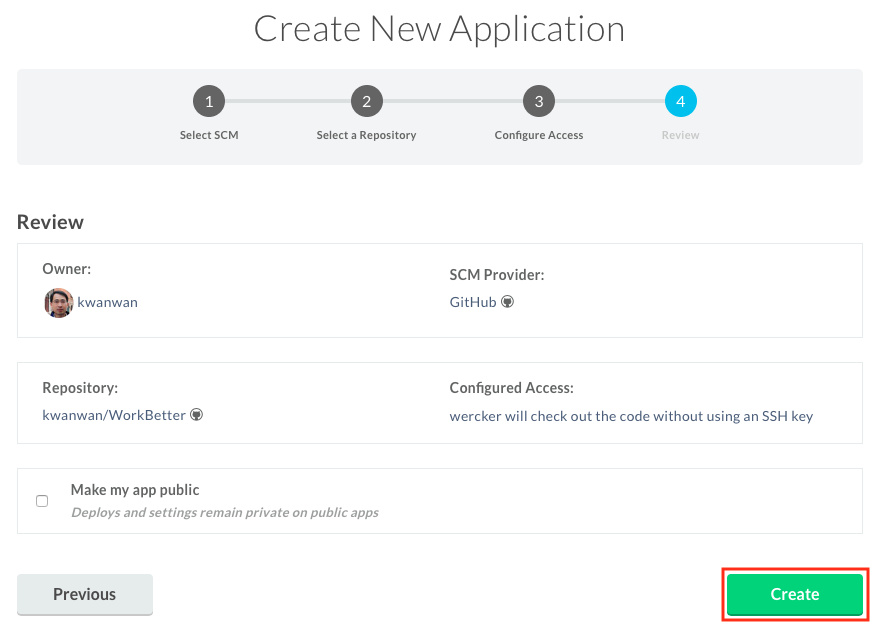 Create New Application
1 2 3 4
Select SCM Select a Repository Configure Access Review
Review
Owner:
kwanwan
SCM Provider:
GitHub
Repository:
kwanwan/WorkBetter
Configured Access:
wercker will check out the code without using an SSH key
Make my app public
Deploys and settings remain private on public apps
Previous Create